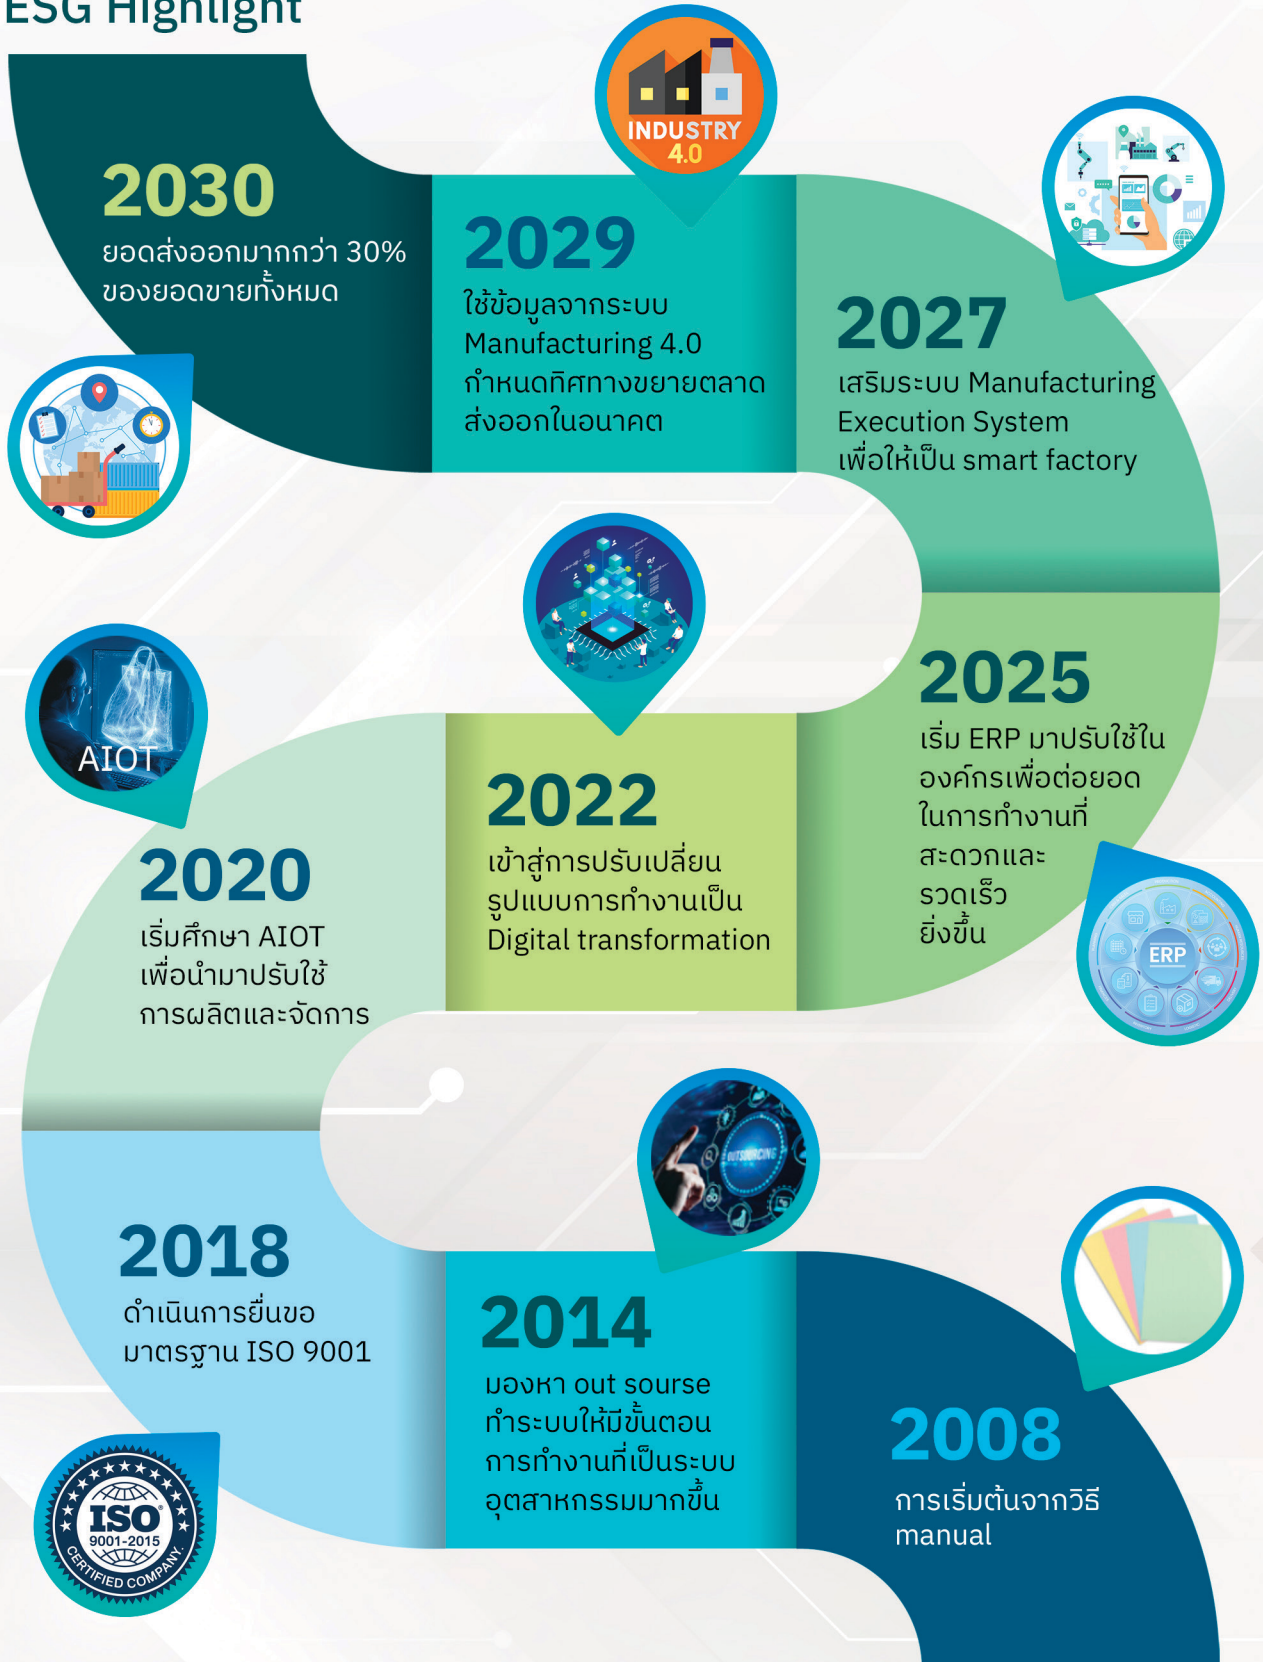 ESG Highlight
INDUSTRY
4.0
2030
ยอดส่งออกมากกว่า 30%
ของยอดขายทั้งหมด
2029
ใช้ข้อมูลจากระบบ
Manufacturing 4.0
กำหนดทิศทางขยายตลาด
ส่งออกในอนาคต
2027
เสริมระบบ Manufacturing
Execution System
เพื่อให้เป็น smart factory
2025
เริ่ม ERP มาปรับใช้ใน
องค์กรเพื่อต่อยอด
ในการทำงานที่
สะดวกและ
รวดเร็ว
ยิ่งขึ้น
ERP
2022
เข้าสู่การปรับเปลี่ยน
รูปแบบการทำงานเป็น
Digital transformation
AIOT
2020
เริ่มศึกษา AIOT
เพื่อนำมาปรับใช้
การผลิตและจัดการ
2018
ดำเนินการยื่นขอ
มาตรฐาน ISO 9001
ISO
9001-2015
CERTIFIED COMPANY.
OUTSOURCING
2014
มองหา out sourse
ทำระบบให้มีขั้นตอน
การทำงานที่เป็นระบบ
อุตสาหกรรมมากขึ้น
2008
การเริ่มต้นจากวิธี
manual